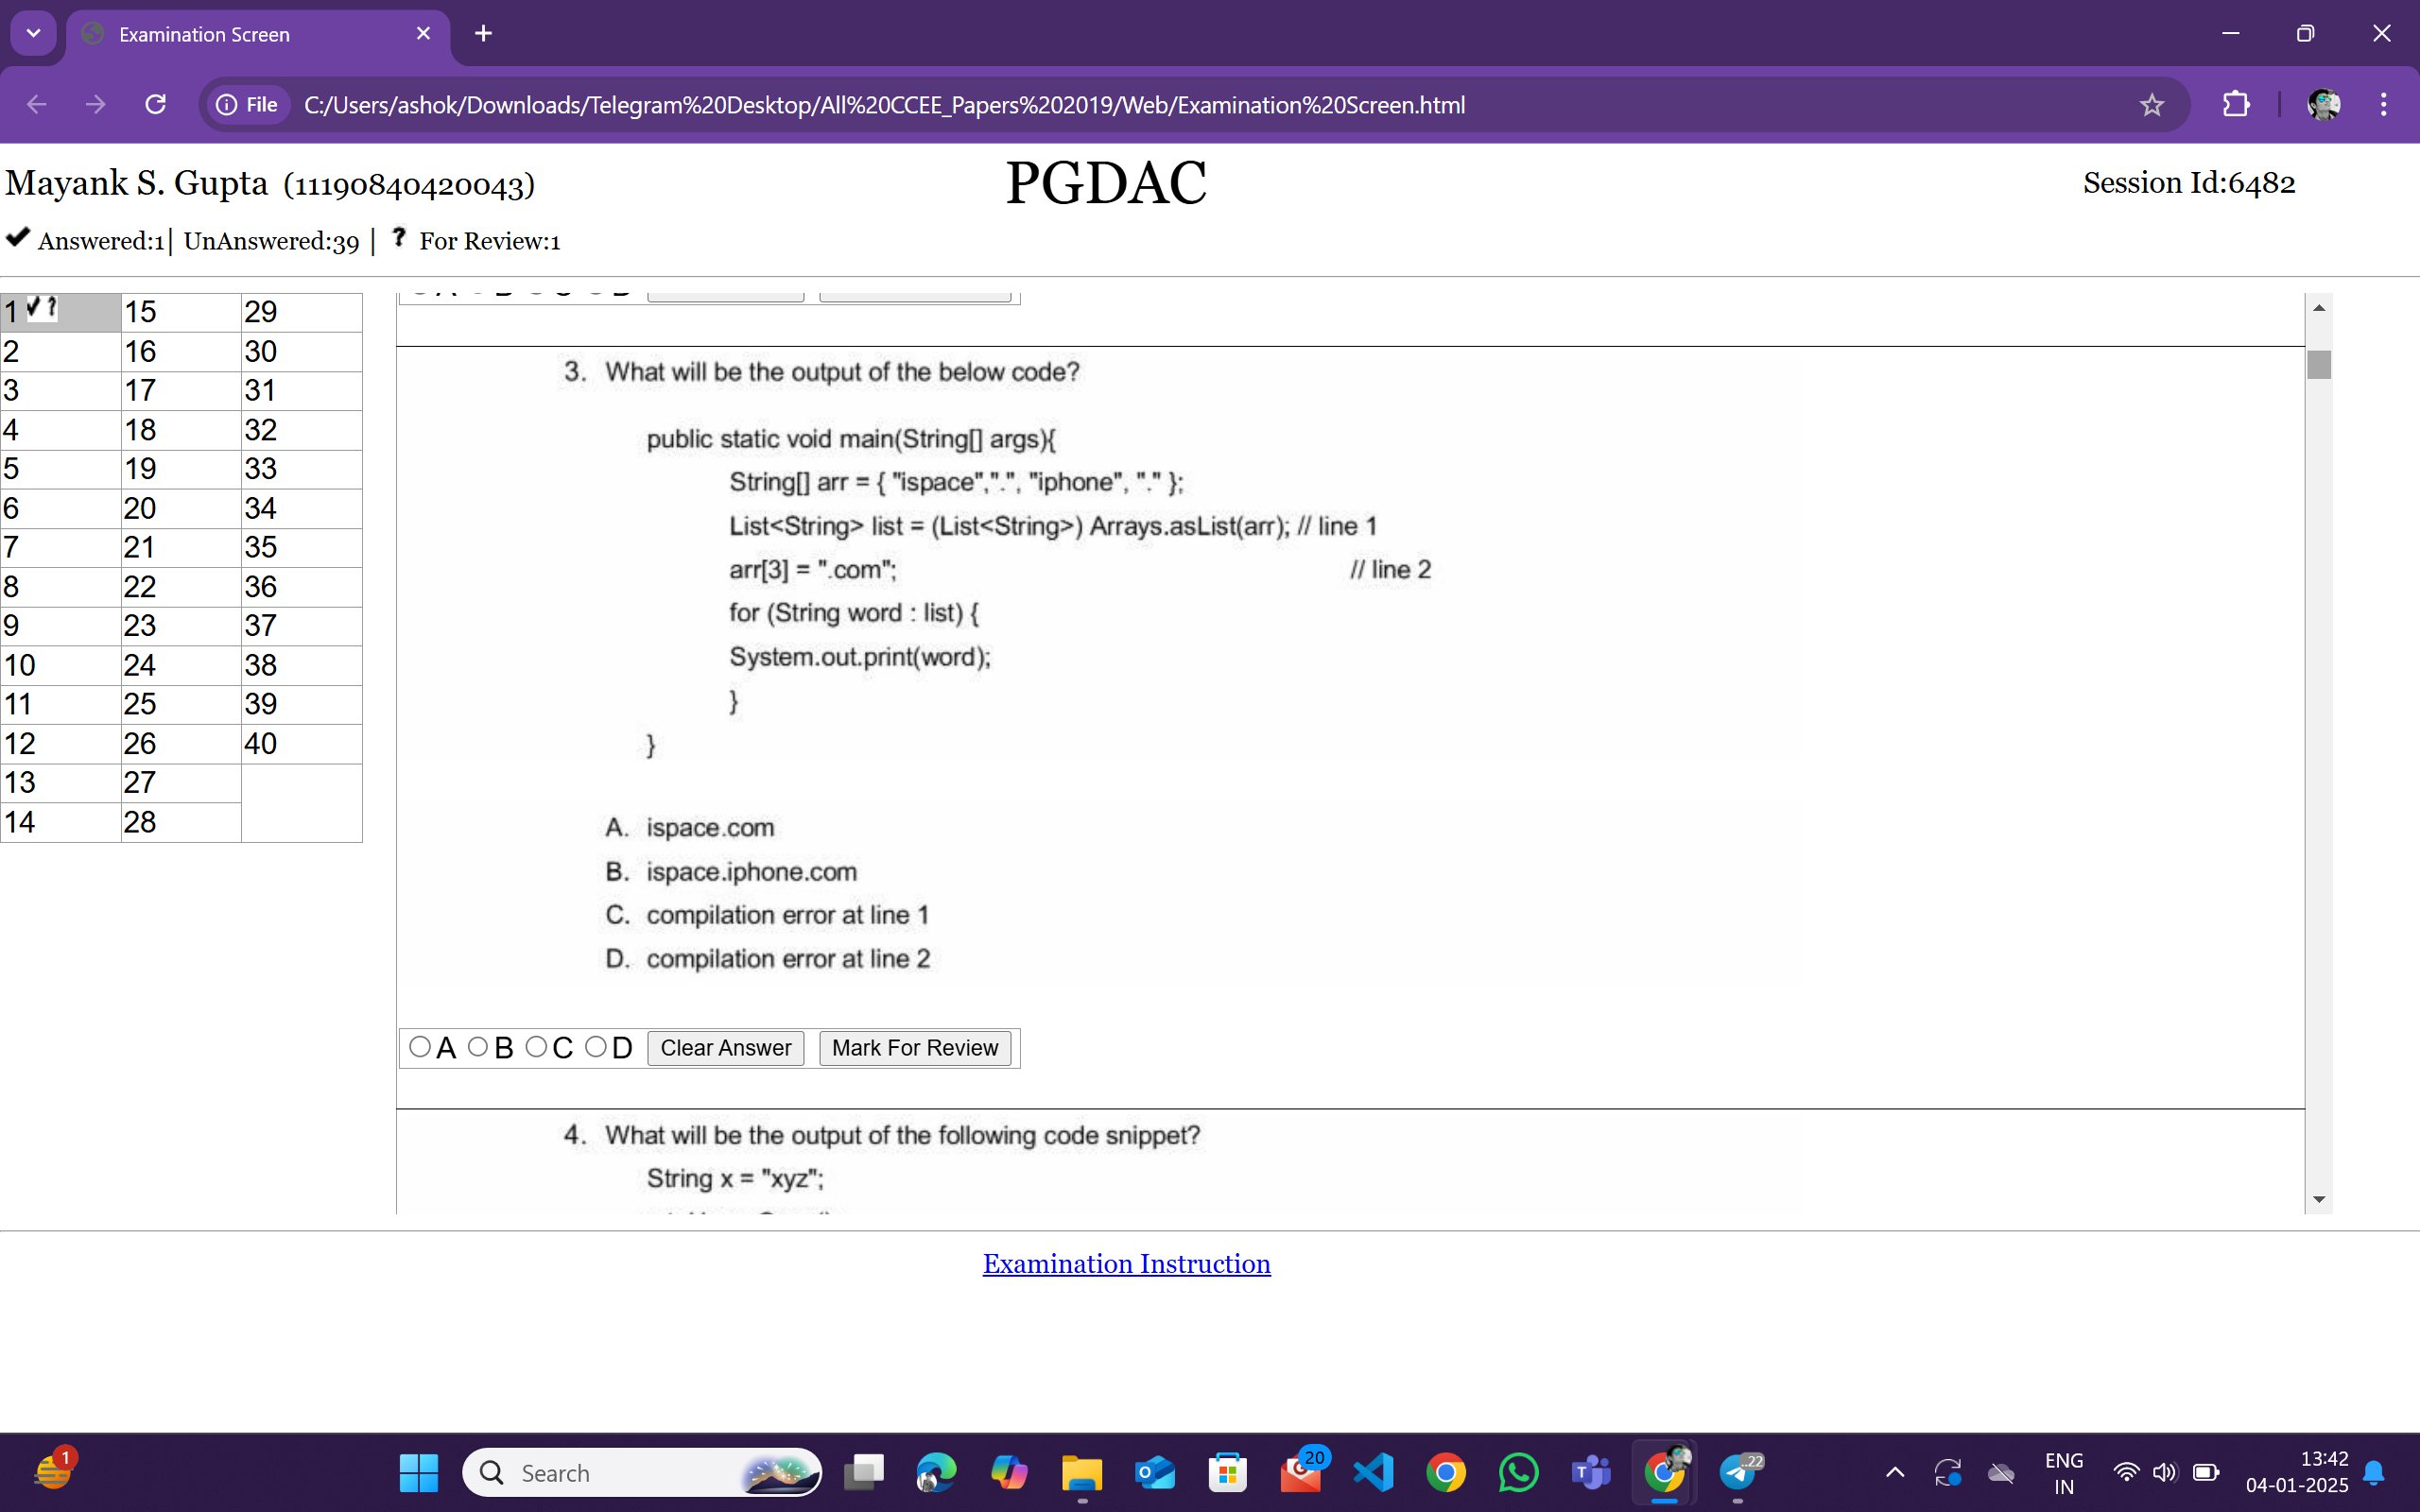 Examination Screen
File
C:/Users/ashok/Downloads/Telegram%20Desktop/All%20CCEE_Papers%202019/Web/Examination%20Screen.html
Mayank S. Gupta (11190840420043)
PGDAC
Session Id:6482
Answered:1| UnAnswered:39 | ? For Review:1
1 ? 15 29
2 16 30
3 17 31
4 18 32
5 19 33
6 20 34
7 21 35
8 22 36
9 23 37
10 24 38
11 25 39
12 26 40
13 27
14 28
3. What will be the output of the below code?
public static void main(String[] args){
String[] arr = { "ispace",".", "iphone", "." };
List<String> list = (List<String>) Arrays.asList(arr); // line 1
arr[3] = ".com"; // line 2
for (String word : list) {
System.out.print(word);
}
}
A. ispace.com
B. ispace.iphone.com
C. compilation error at line 1
D. compilation error at line 2
A B C D Clear Answer Mark For Review
4. What will be the output of the following code snippet?
String x = "xyz";
Examination Instruction
1
Search
20
22
ENG
IN
13:42
04-01-2025